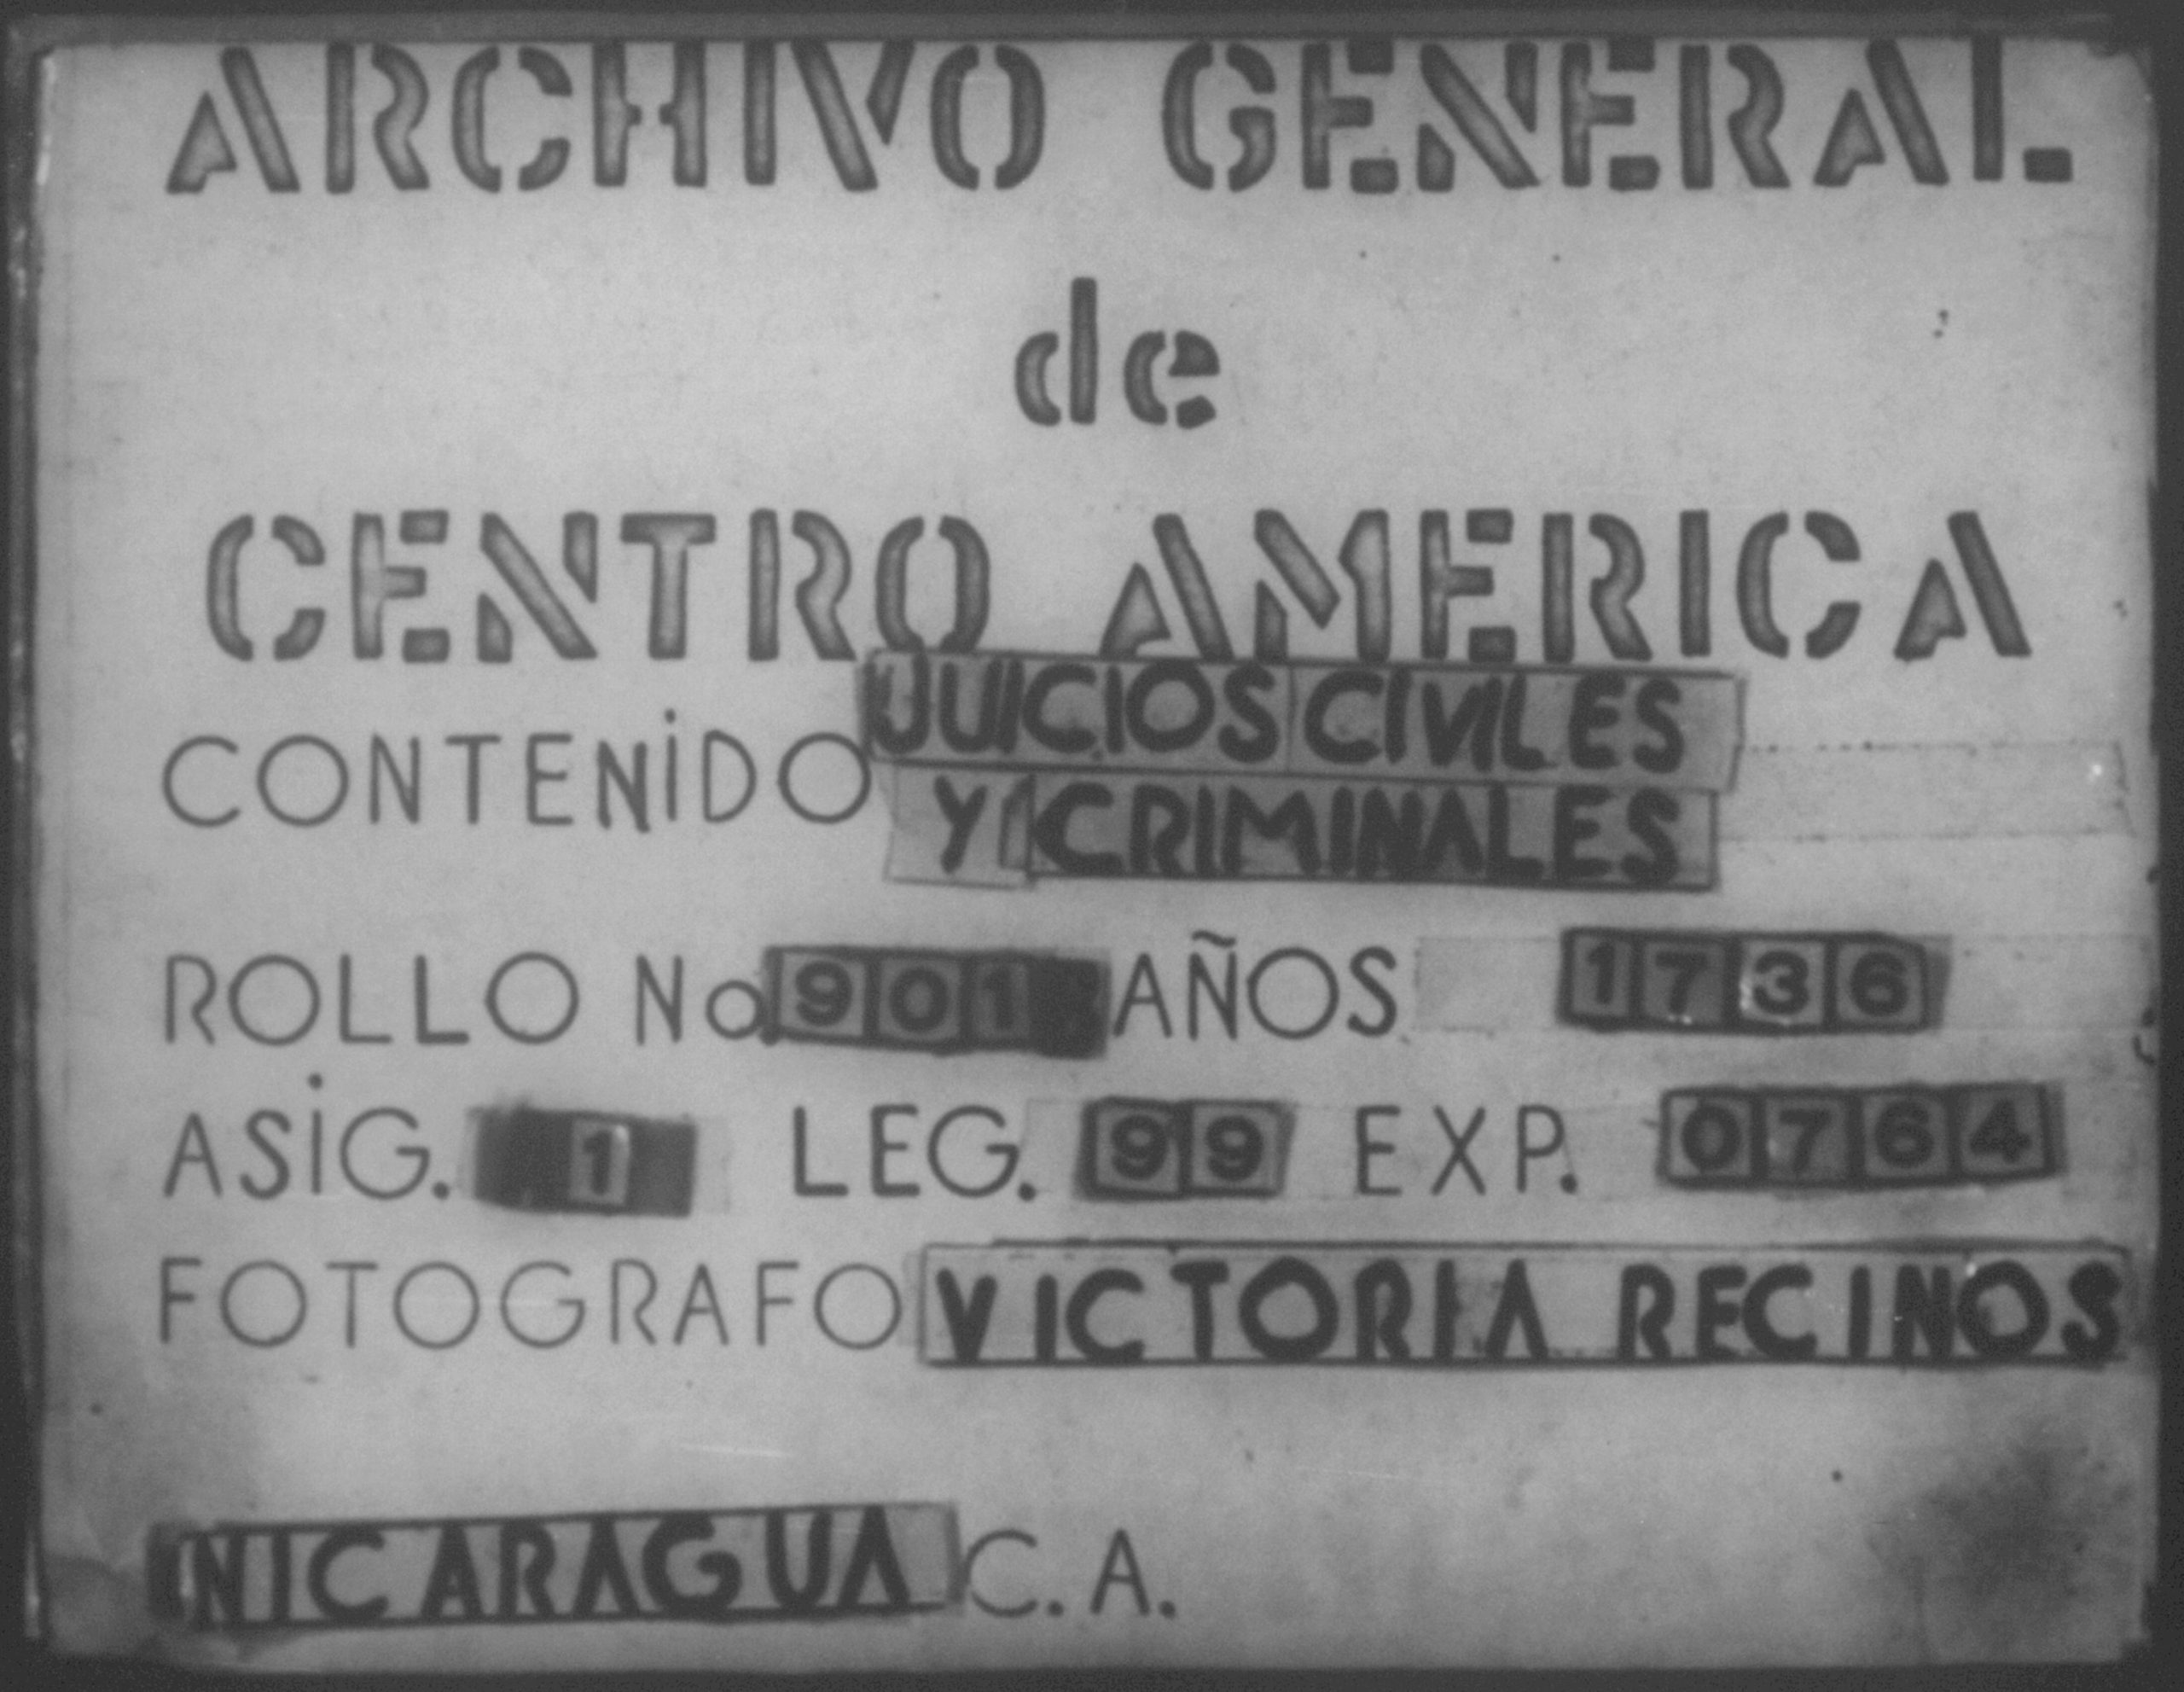 ARCHIVO GENERAL
de
CENTRO AMERICA
CONTENIDO JUICIOS CIVILES
Y CRIMINALES
ROLLO No. 901 AÑOS 1736
ASIG. 1 LEG. 99 EXP. 0764
FOTOGRAFO VICTORIA RECINOS
NICARAGUA C. A.